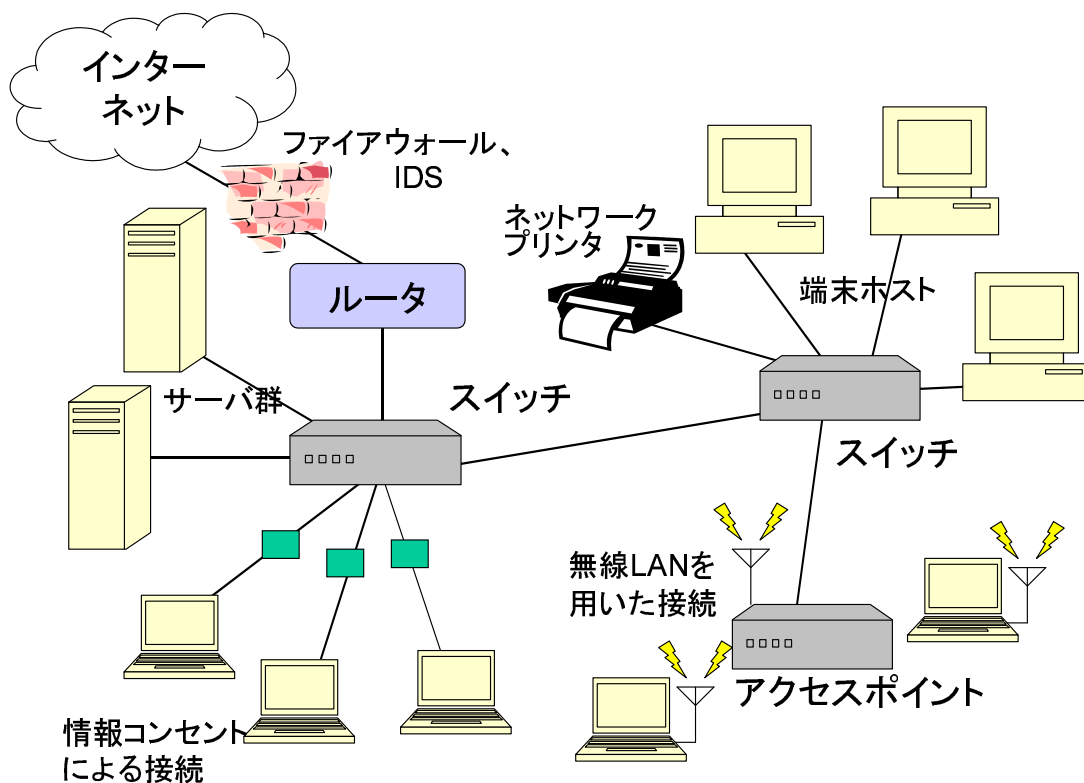 インター
ネット
ファイアウォール、
IDS
ネットワーク
プリンタ
ルータ
端末ホスト
サーバ群
スイッチ
スイッチ
無線LANを
用いた接続
アクセスポイント
情報コンセント
による接続